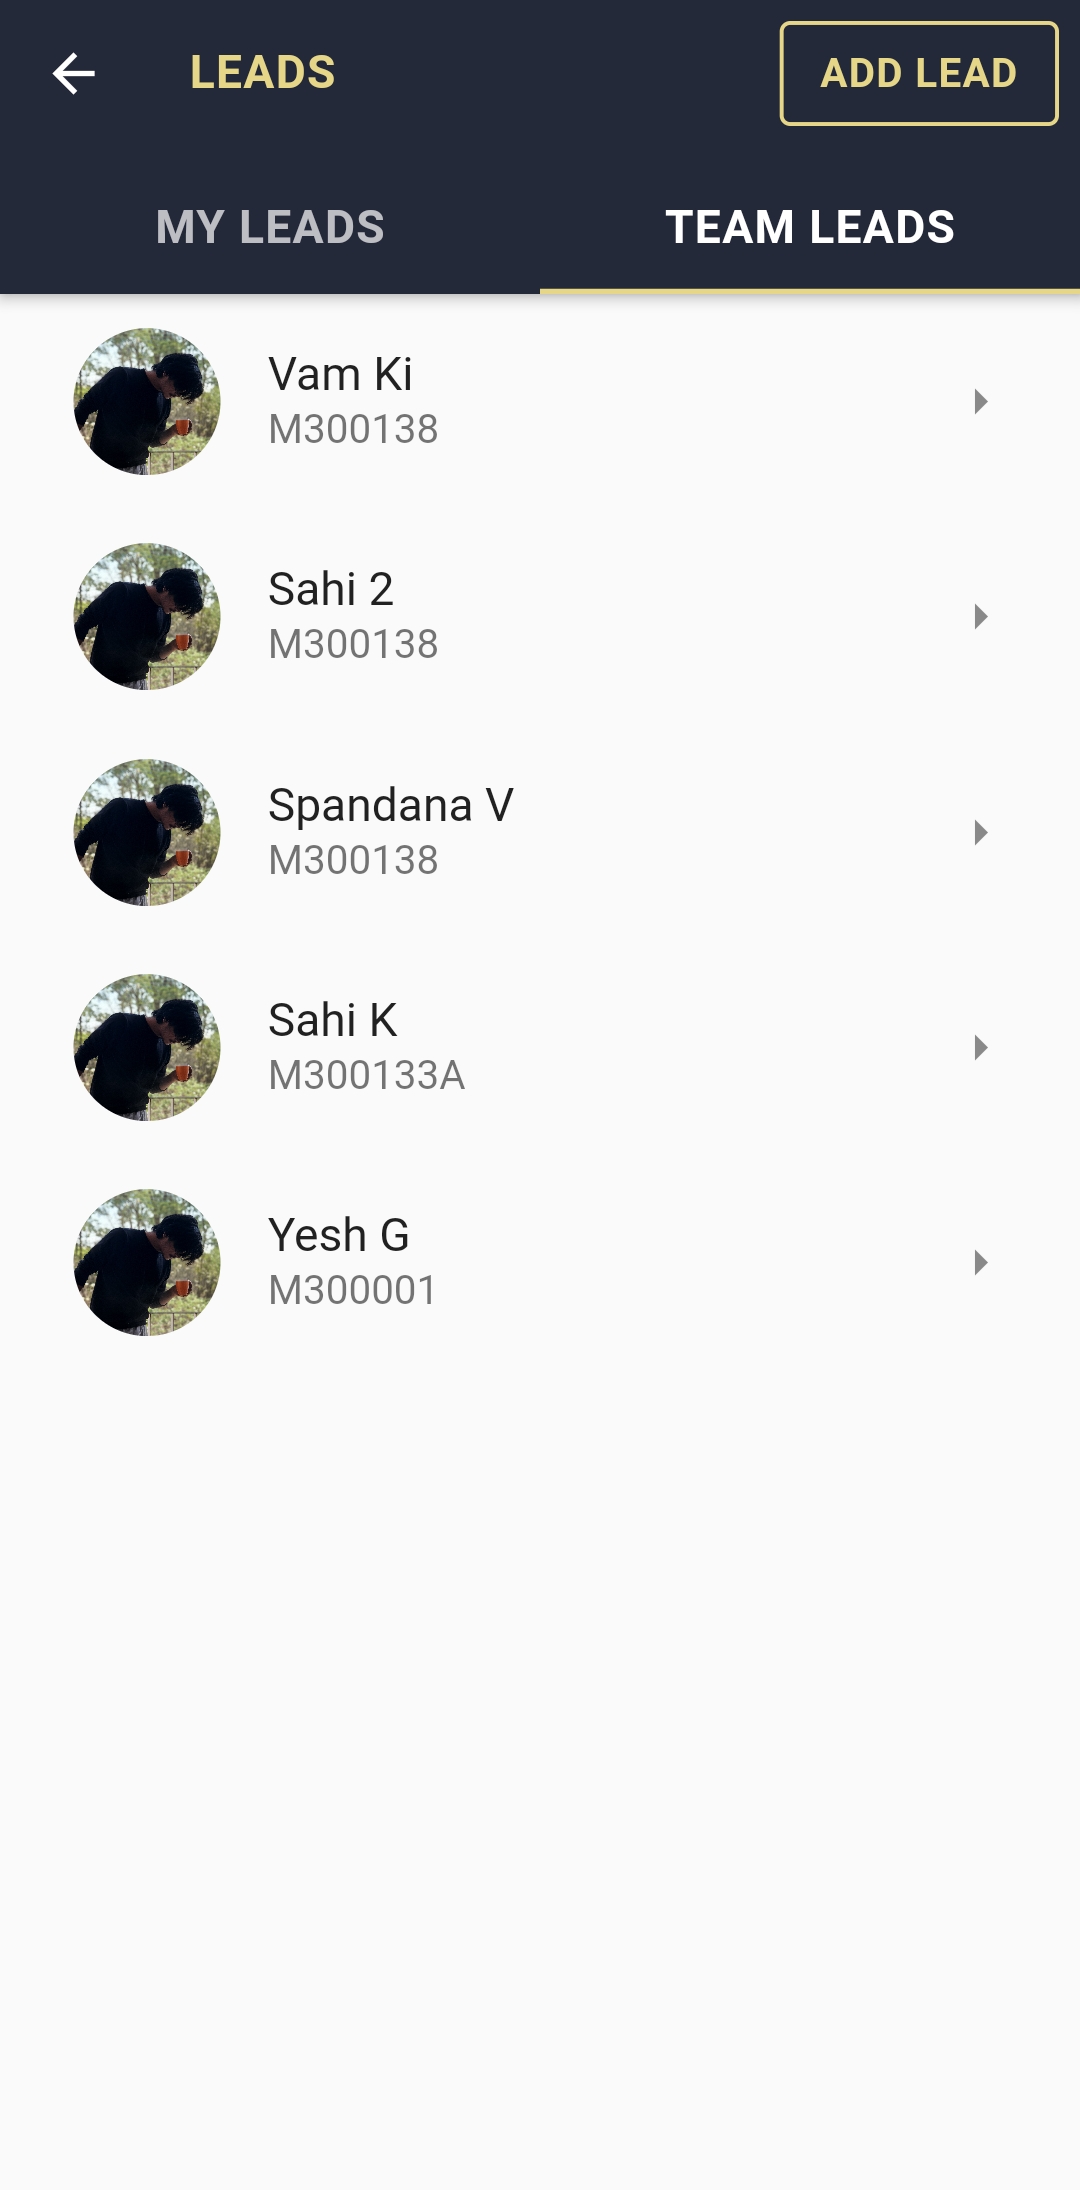 LEADS
ADD LEAD
MY LEADS
TEAM LEADS
Vam Ki
M300138
Sahi 2
M300138
Spandana V
M300138
Sahi K
M300133A
Yesh G
M300001